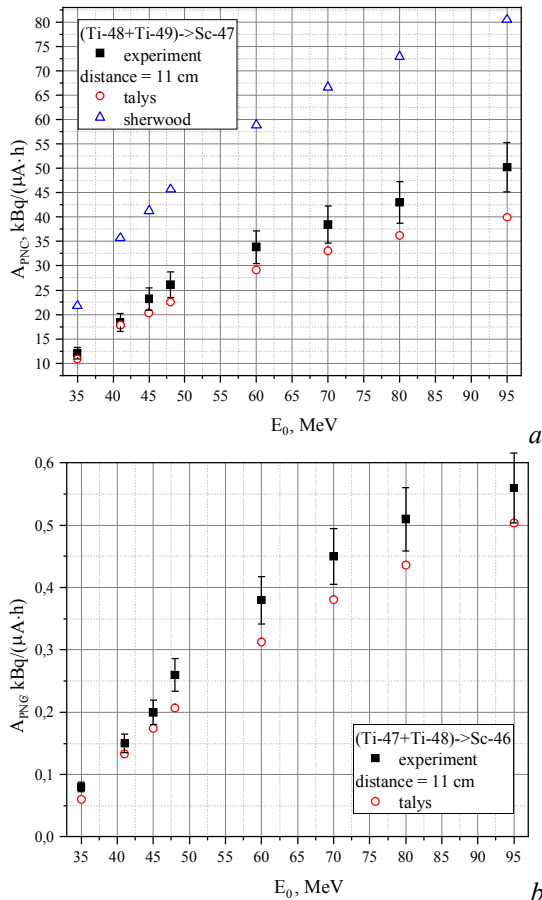 (Ti-48+Ti-49)->Sc-47
experiment
distance = 11 cm
talys
sherwood
80
75
70
65
60
55
50
45
40
35
30
25
20
15
10
A_PNC, kBq/(μA·h)
35 40 45 50 55 60 65 70 75 80 85 90 95
E₀, MeV
a
0,6
0,5
0,4
0,3
0,2
0,1
0,0
kBq/(μA·h)
(Ti-47+Ti-48)->Sc-46
experiment
distance = 11 cm
talys
35 40 45 50 55 60 65 70 75 80 85 90 95
E₀, MeV
b